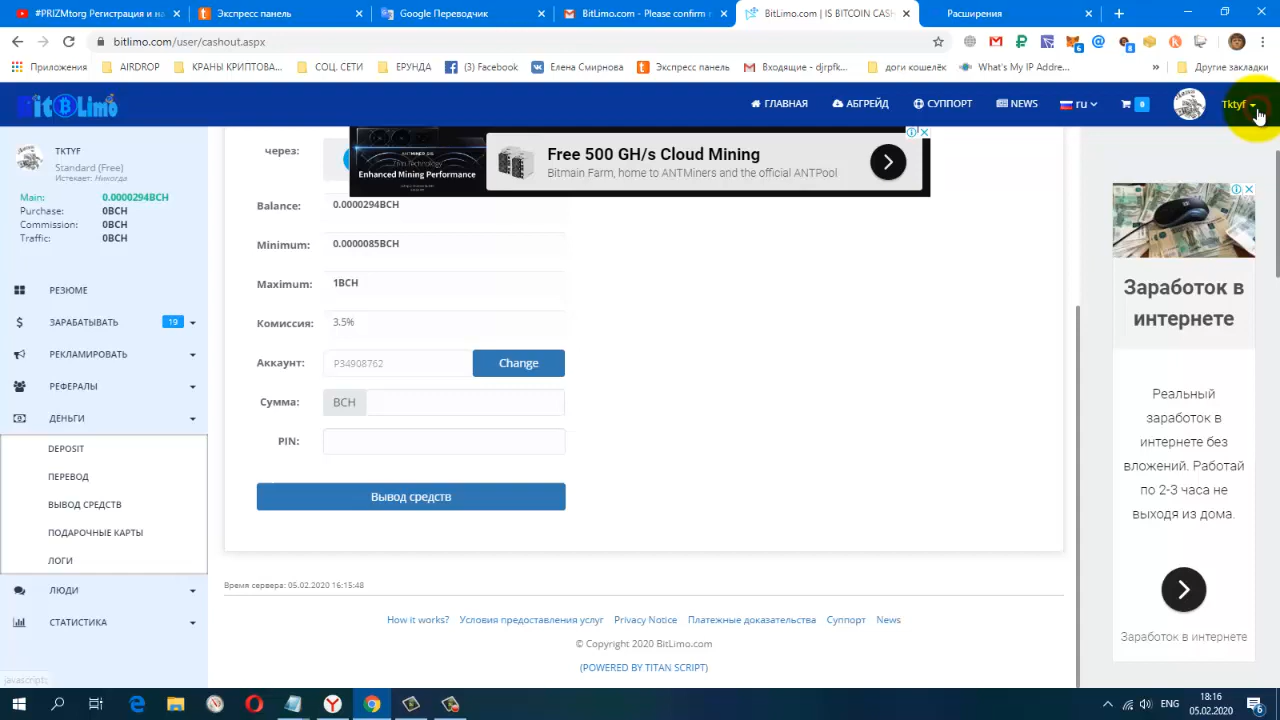 #PRIZMtorg Регистрация и на
Экспресс панель
Google Переводчик
BitLimo.com - Please confirm
BitLimo.com | IS BITCOIN CASH
Расширения
bitlimo.com/user/cashout.aspx
6
8
Приложения
AIRDROP
КРАНЫ КРИПТОВА...
СОЦ. СЕТИ
ЕРУНДА
(3) Facebook
Елена Смирнова
Экспресс панель
Входящие - djrpfk...
доги кошелёк
What's My IP Addre...
»
Другие закладки
BitLimo
ГЛАВНАЯ
АБГРЕЙД
СУППОРТ
NEWS
ru
0
Tktyf
TKTYF
Standard (Free)
Истекает: Никогда
Main: 0.0000294BCH
Purchase: 0BCH
Commission: 0BCH
Traffic: 0BCH
РЕЗЮМЕ
ЗАРАБАТЫВАТЬ 19
РЕКЛАМИРОВАТЬ
РЕФЕРАЛЫ
ДЕНЬГИ
DEPOSIT
ПЕРЕВОД
ВЫВОД СРЕДСТВ
ПОДАРОЧНЫЕ КАРТЫ
ЛОГИ
ЛЮДИ
СТАТИСТИКА
javascript:
через:
Enhanced Mining Performance
Free 500 GH/s Cloud Mining
Bitmain Farm, home to ANTMiners and the official ANTPool
Balance: 0.0000294BCH
Minimum: 0.0000085BCH
Maximum: 1BCH
Комиссия: 3.5%
Аккаунт: P34908762 Change
Сумма: BCH
PIN:
Вывод средств
Время сервера: 05.02.2020 16:15:48
How it works? Условия предоставления услуг Privacy Notice Платежные доказательства Суппорт News
© Copyright 2020 BitLimo.com
(POWERED BY TITAN SCRIPT)
Заработок в
интернете
Реальный
заработок в
интернете без
вложений. Работай
по 2-3 часа не
выходя из дома.
Заработок в интернете
ENG
18:16
05.02.2020
6